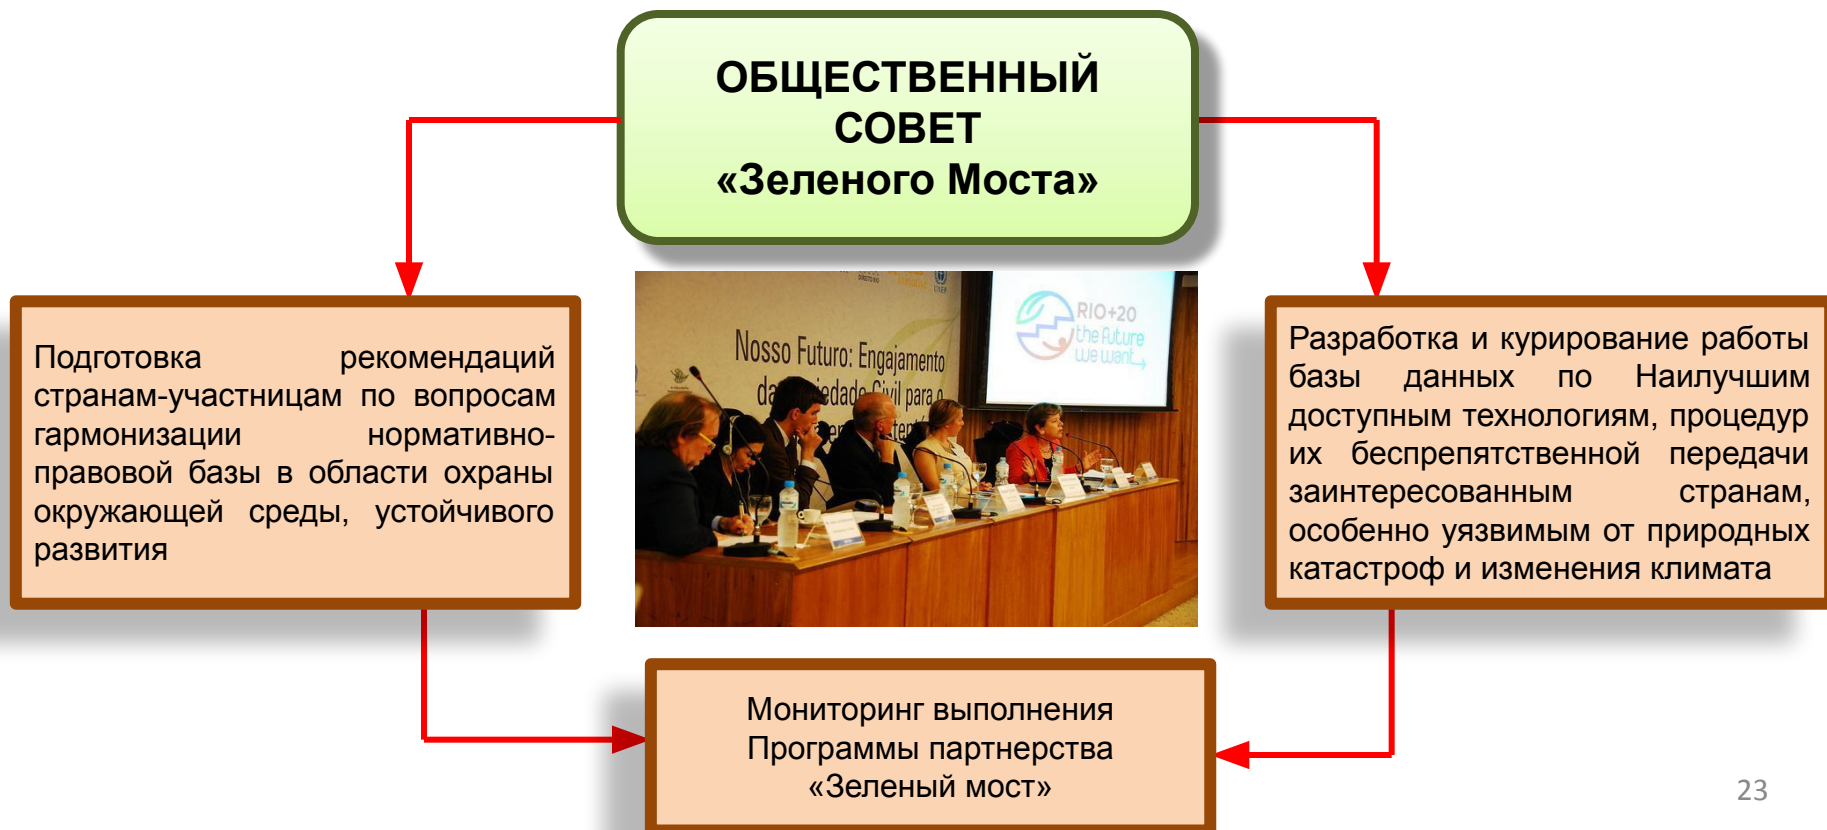 ОБЩЕСТВЕННЫЙ
СОВЕТ
«Зеленого Моста»
Подготовка рекомендаций
странам-участницам по вопросам
гармонизации нормативно-
правовой базы в области охраны
окружающей среды, устойчивого
развития
UNEP
Nosso Futuro: Engajamento
Civil para o
RIO+20
the future
we want
Разработка и курирование работы
базы данных по Наилучшим
доступным технологиям, процедур
их беспрепятственной передачи
заинтересованным странам,
особенно уязвимым от природных
катастроф и изменения климата
Мониторинг выполнения
Программы партнерства
«Зеленый мост»
23